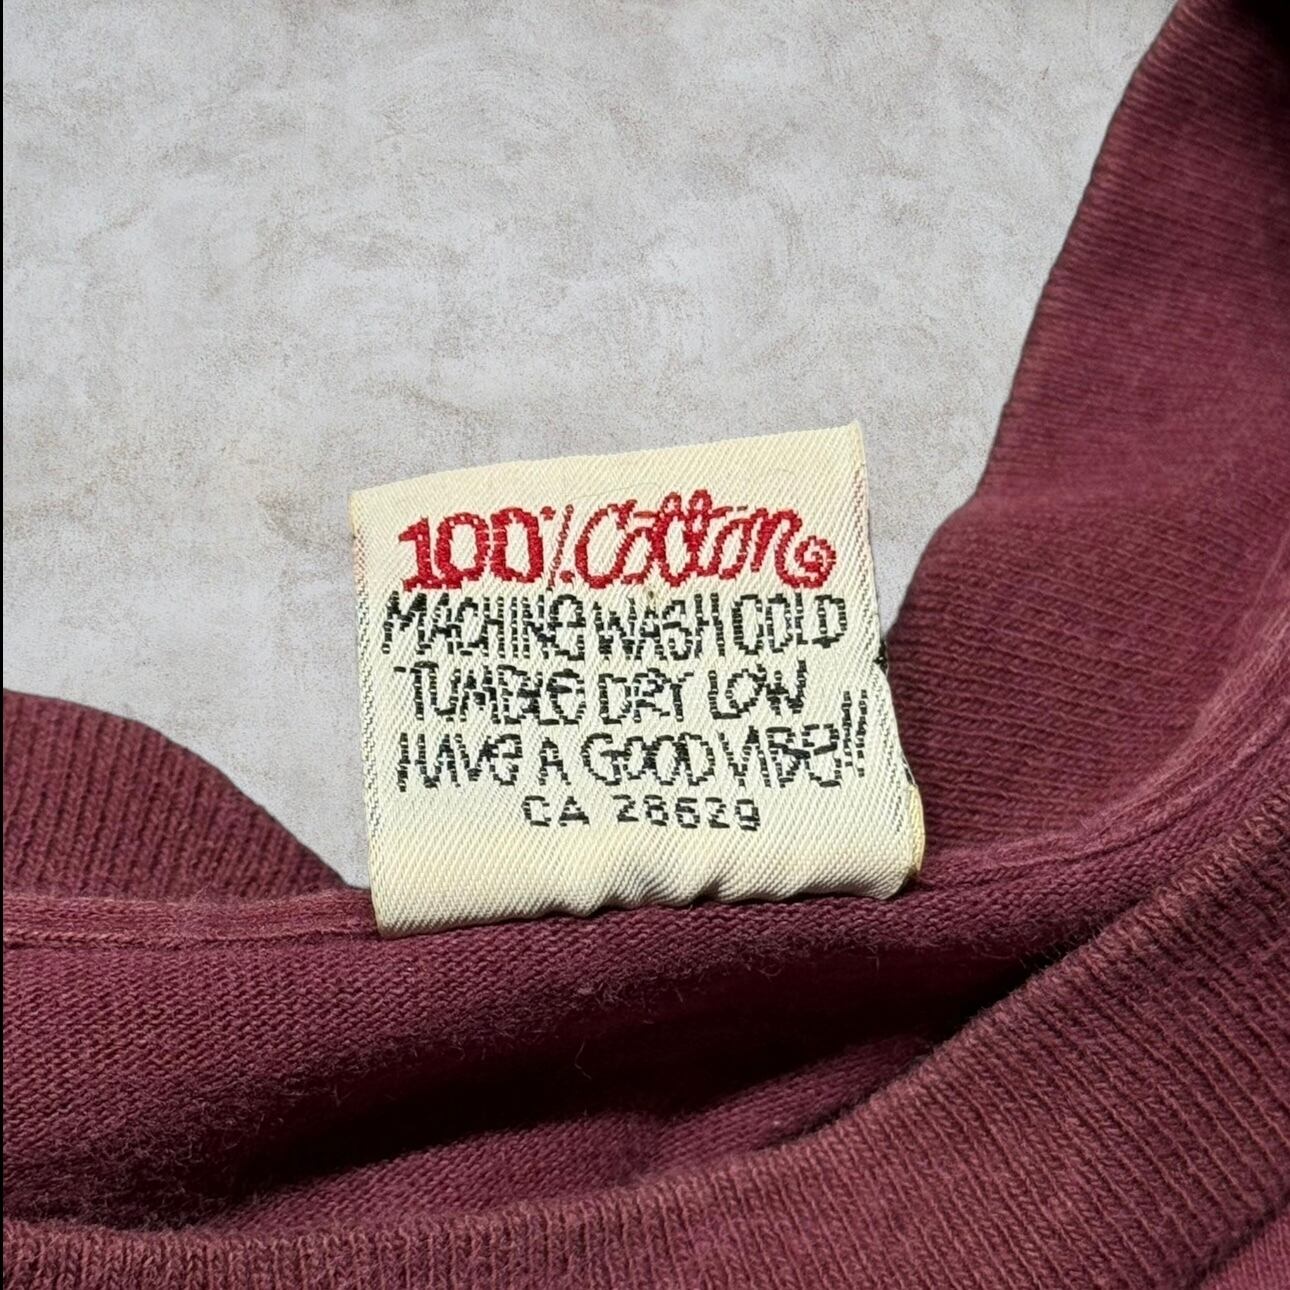 100% Cotton
MACHINe WASH COLD
TUMBLE DRY LOW
HAVe A GOOD VIBe!!
CA 28629